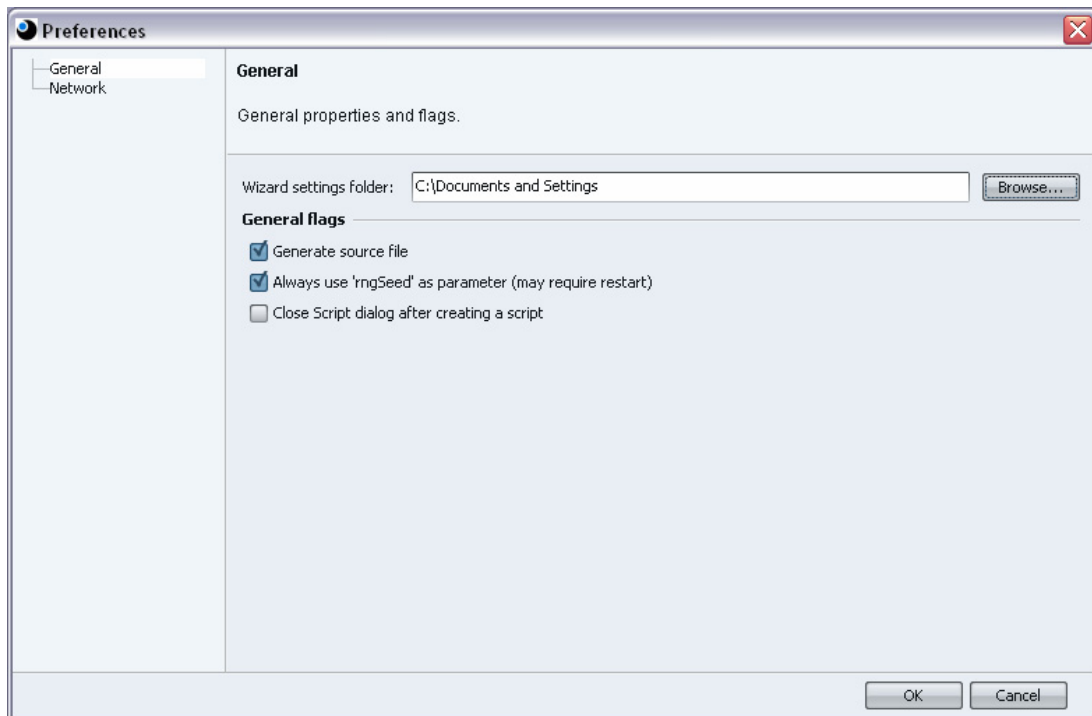 Preferences
General
Network
General
General properties and flags.
Wizard settings folder: C:\Documents and Settings Browse...
General flags
Generate source file
Always use 'rngSeed' as parameter (may require restart)
Close Script dialog after creating a script
OK Cancel